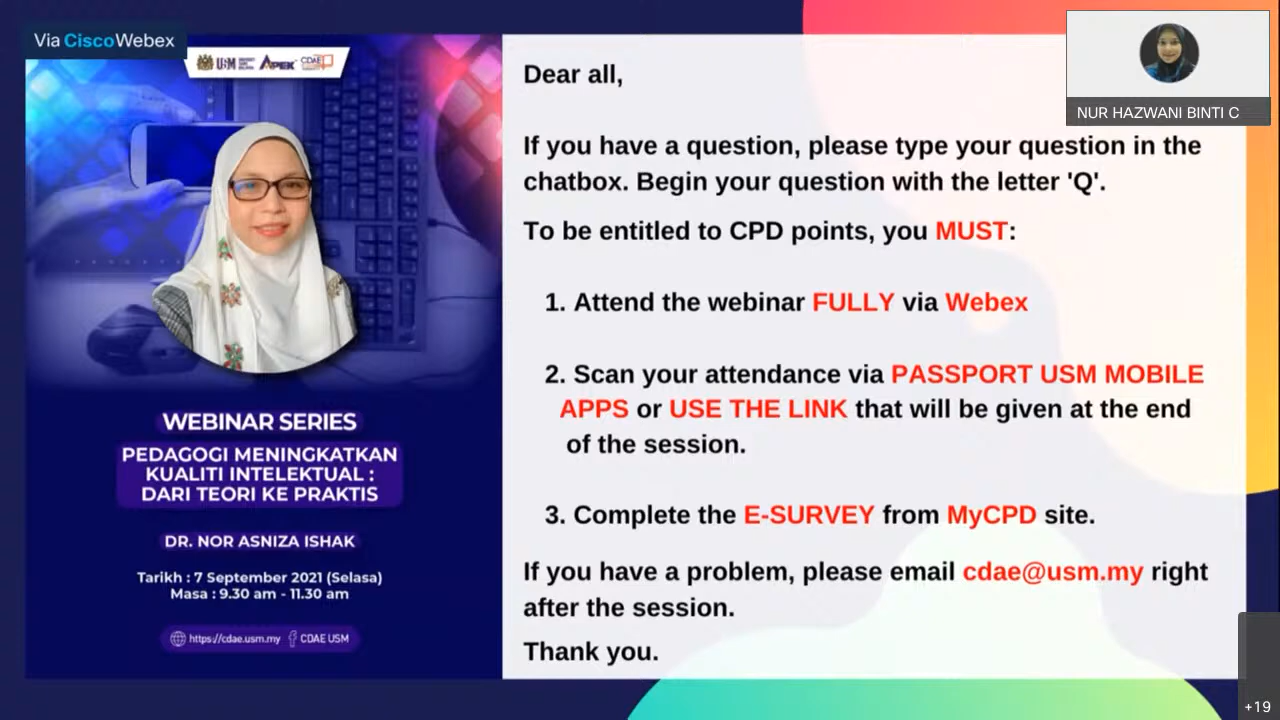 Via Cisco Webex
USM APEX CDAE
WEBINAR SERIES
PEDAGOGI MENINGKATKAN
KUALITI INTELEKTUAL :
DARI TEORI KE PRAKTIS
DR. NOR ASNIZA ISHAK
Tarikh : 7 September 2021 (Selasa)
Masa : 9.30 am - 11.30 am
https://cdae.usm.my CDAE USM
Dear all,
If you have a question, please type your question in the
chatbox. Begin your question with the letter 'Q'.
To be entitled to CPD points, you MUST:
1. Attend the webinar FULLY via Webex
2. Scan your attendance via PASSPORT USM MOBILE
APPS or USE THE LINK that will be given at the end
of the session.
3. Complete the E-SURVEY from MyCPD site.
If you have a problem, please email cdae@usm.my right
after the session.
Thank you.
NUR HAZWANI BINTI C
+19